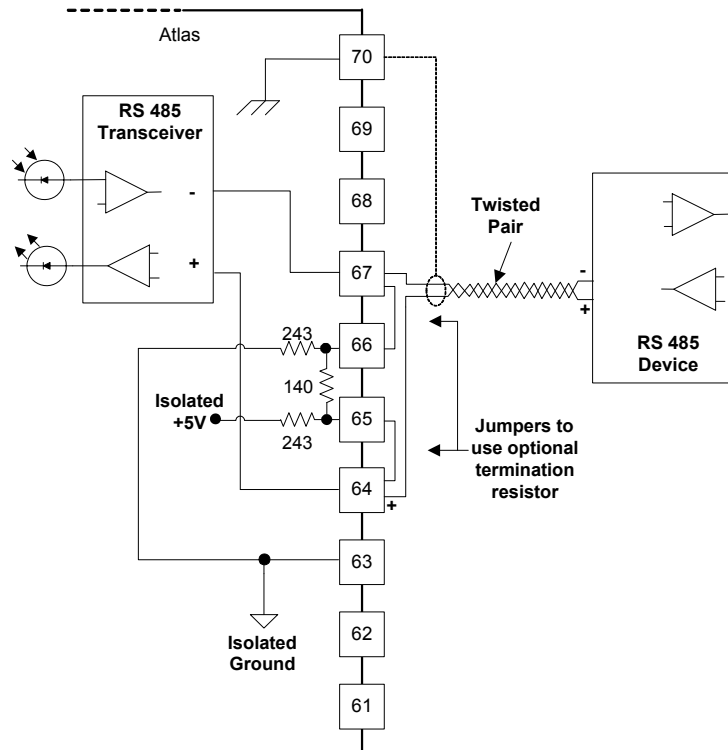 Atlas
70
RS 485
Transceiver
69
-
68
Twisted
Pair
67
-
+
+
243
66
RS 485
Device
140
Isolated
+5V
65
243
Jumpers to
use optional
termination
resistor
64
+
63
Isolated
Ground
62
61